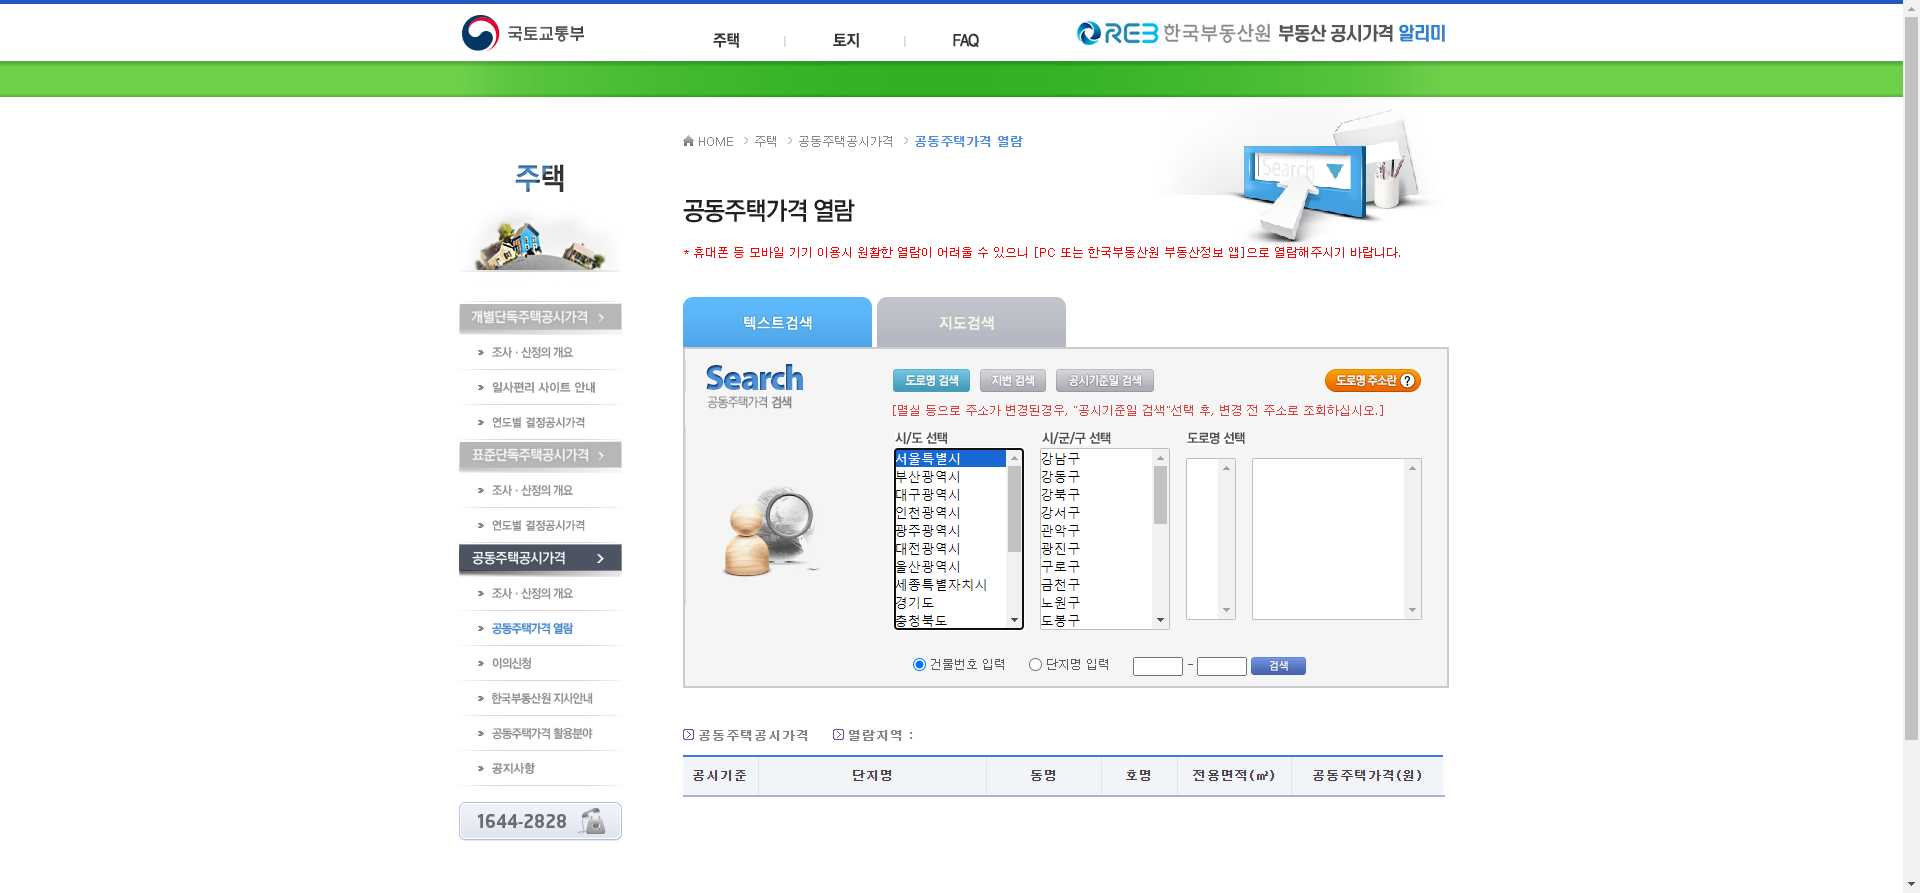 국토교통부
주택
토지
FAQ
REB 한국부동산원 부동산 공시가격 알리미
HOME 주택 공동주택공시가격 공동주택가격 열람
Search
주택
공동주택가격 열람
* 휴대폰 등 모바일 기기 이용시 원활한 열람이 어려울 수 있으니 [PC 또는 한국부동산원 부동산정보 앱]으로 열람해주시기 바랍니다.
개별단독주택공시가격
조사 · 산정의 개요
일사편리 사이트 안내
연도별 결정공시가격
표준단독주택공시가격
조사 · 산정의 개요
연도별 결정공시가격
공동주택공시가격
조사 · 산정의 개요
공동주택가격 열람
이의신청
한국부동산원 지사안내
공동주택가격 활용분야
공지사항
1644-2828
텍스트검색
지도검색
Search
공동주택가격 검색
도로명 검색
지번 검색
공시기준일 검색
도로명 주소란 ?
[멸실 등으로 주소가 변경된경우, "공시기준일 검색"선택 후, 변경 전 주소로 조회하십시오.]
시/도 선택
서울특별시
부산광역시
대구광역시
인천광역시
광주광역시
대전광역시
울산광역시
세종특별자치시
경기도
충청북도
시/군/구 선택
강남구
강동구
강북구
강서구
관악구
광진구
구로구
금천구
노원구
도봉구
도로명 선택
건물번호 입력
단지명 입력
-
검색
공동주택공시가격
열람지역 :
공시기준
단지명
동명
호명
전용면적(㎡)
공동주택가격(원)